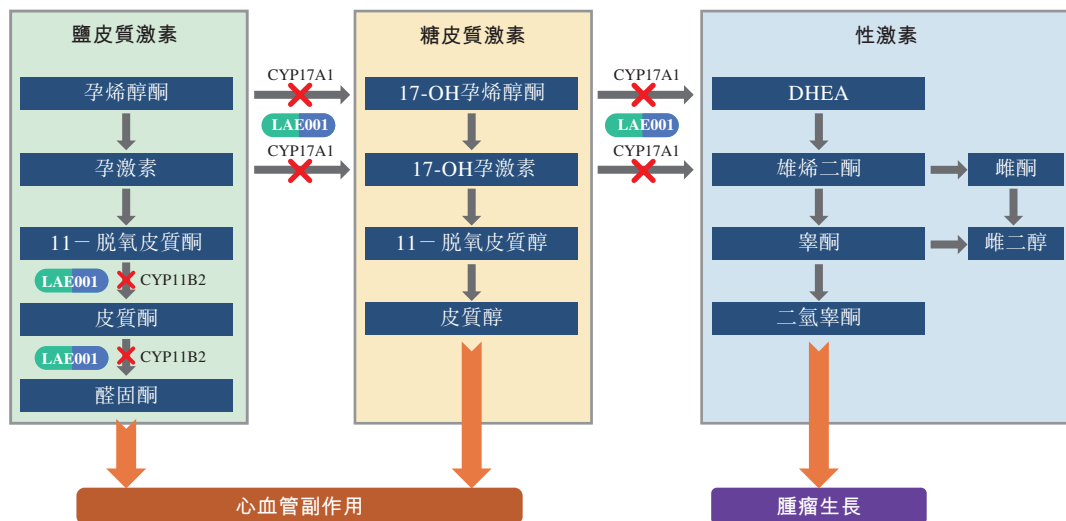 鹽皮質激素
孕烯醇酮
孕激素
11－脱氧皮質酮
LAE001
CYP11B2
皮質酮
LAE001
CYP11B2
醛固酮
CYP17A1
LAE001
CYP17A1
糖皮質激素
17-OH孕烯醇酮
17-OH孕激素
11－脱氧皮質醇
皮質醇
CYP17A1
LAE001
CYP17A1
性激素
DHEA
雄烯二酮
雌酮
睾酮
雌二醇
二氫睾酮
心血管副作用
腫瘤生長